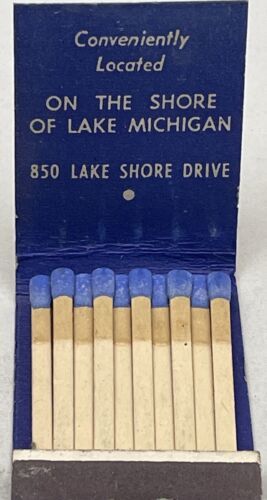 Conveniently
Located
ON THE SHORE
OF LAKE MICHIGAN
850 LAKE SHORE DRIVE